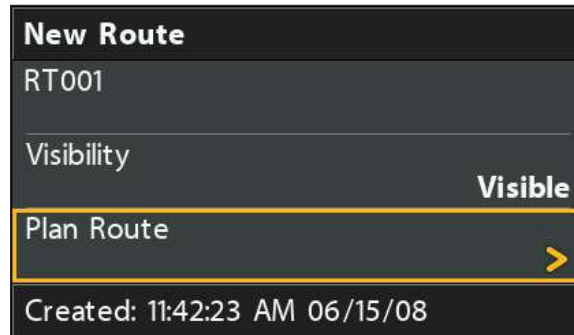 New Route
RT001
Visibility
Visible
Plan Route
Created: 11:42:23 AM 06/15/08